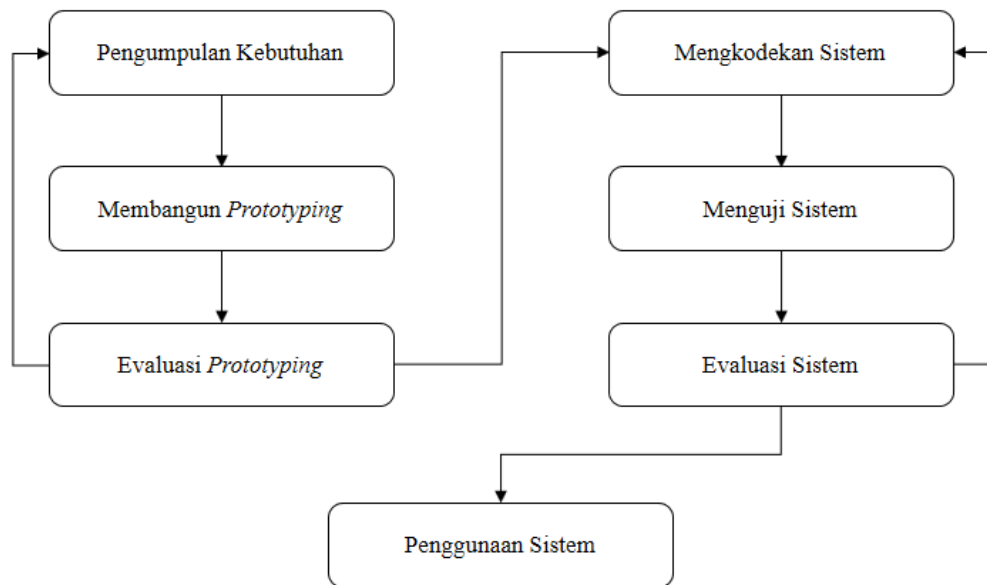 Pengumpulan Kebutuhan
Membangun Prototyping
Evaluasi Prototyping
Mengkodekan Sistem
Menguji Sistem
Evaluasi Sistem
Penggunaan Sistem